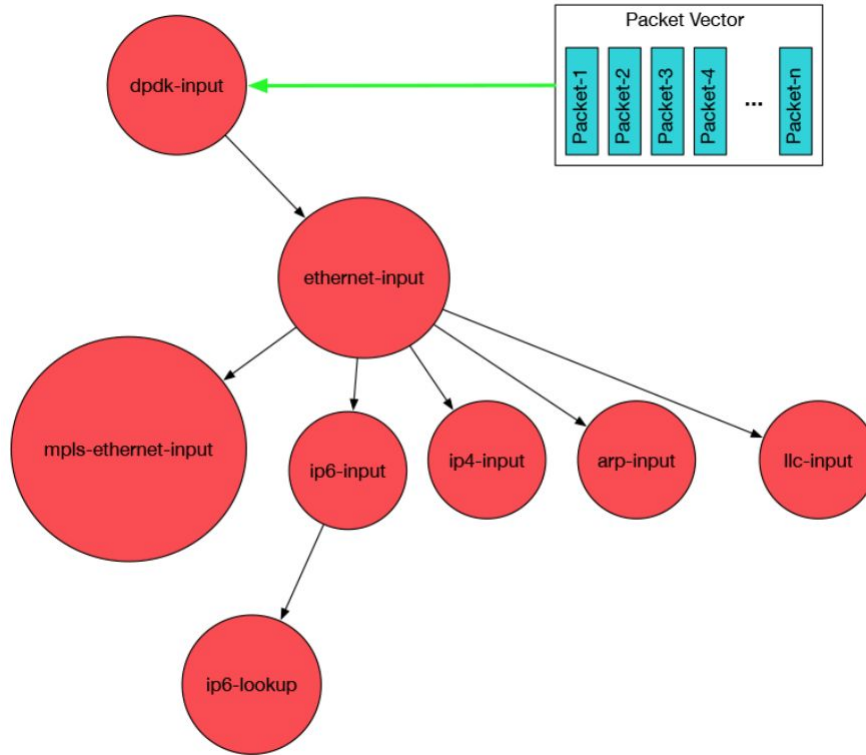 Packet Vector
dpdk-input
Packet-1
Packet-2
Packet-3
Packet-4
...
Packet-n
ethernet-input
mpls-ethernet-input
ip6-input
ip4-input
arp-input
llc-input
ip6-lookup